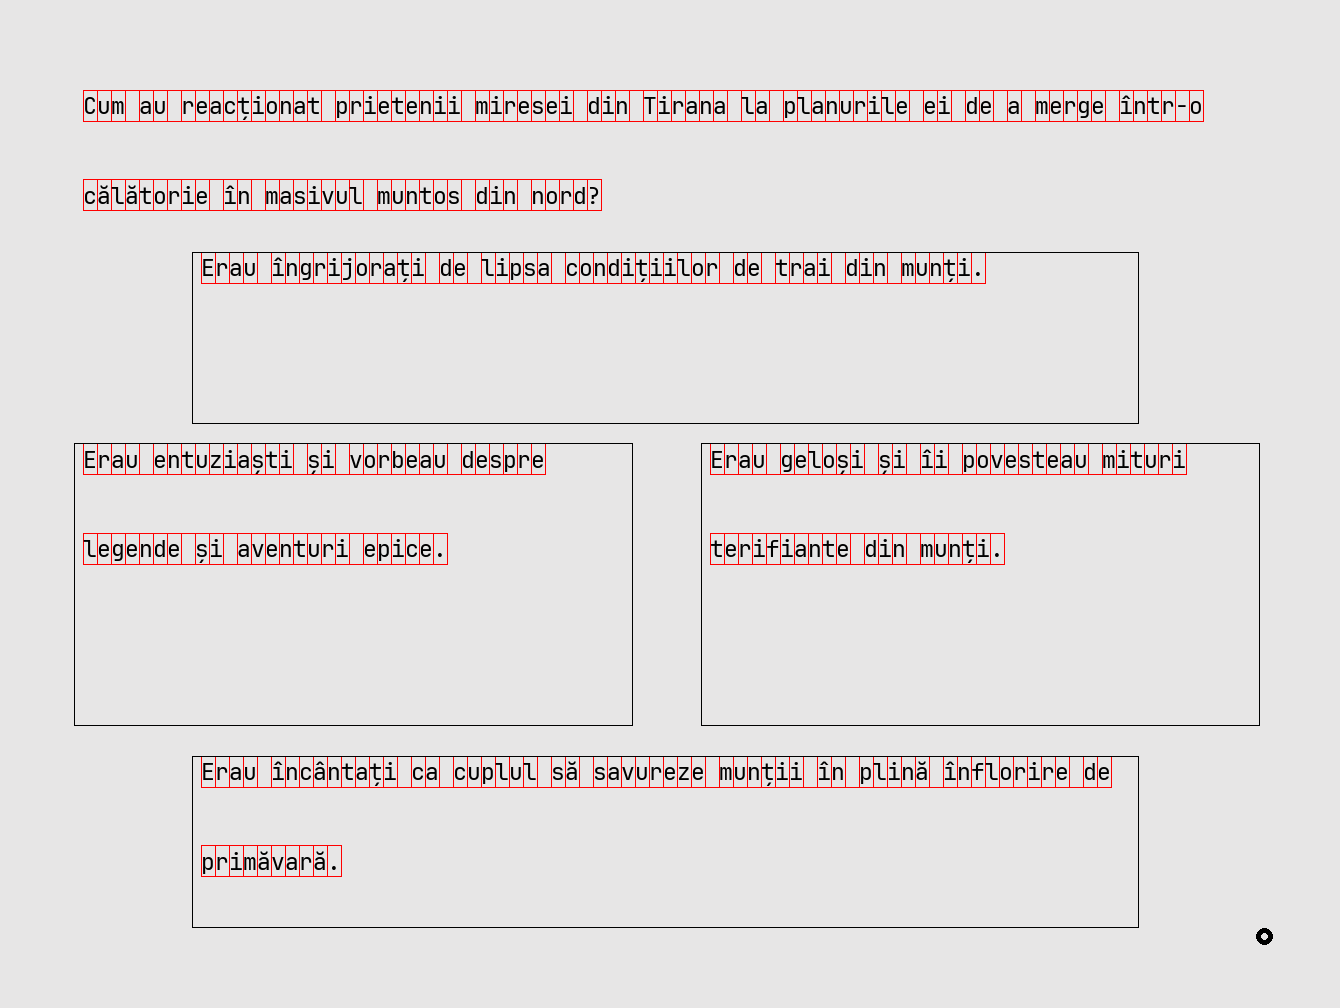 Cum au reacționat prietenii miresei din Tirana la planurile ei de a merge într-o
călătorie în masivul muntos din nord?
Erau îngrijorați de lipsa condițiilor de trai din munți.
Erau entuziaști și vorbeau despre
legende și aventuri epice.
Erau geloși și îi povesteau mituri
terifiante din munți.
Erau încântați ca cuplul să savureze munții în plină înflorire de
primăvară.